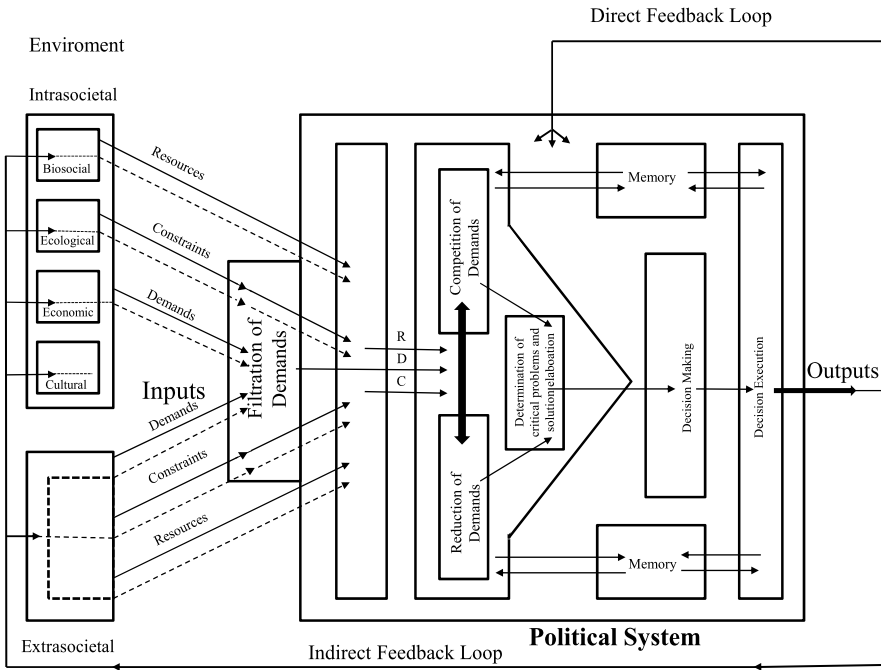 Direct Feedback Loop
Enviroment
Intrasocietal
Biosocial
Ecological
Economic
Cultural
Resources
Constraints
Demands
Inputs
Demands
Constraints
Resources
Extrasocietal
Filtration of
Demands
R
D
C
Competition of
Demands
Reduction of
Demands
Determination of
critical problems and
solution elaboation
Memory
Memory
Decision Making
Decision Execution
Outputs
Political System
Indirect Feedback Loop